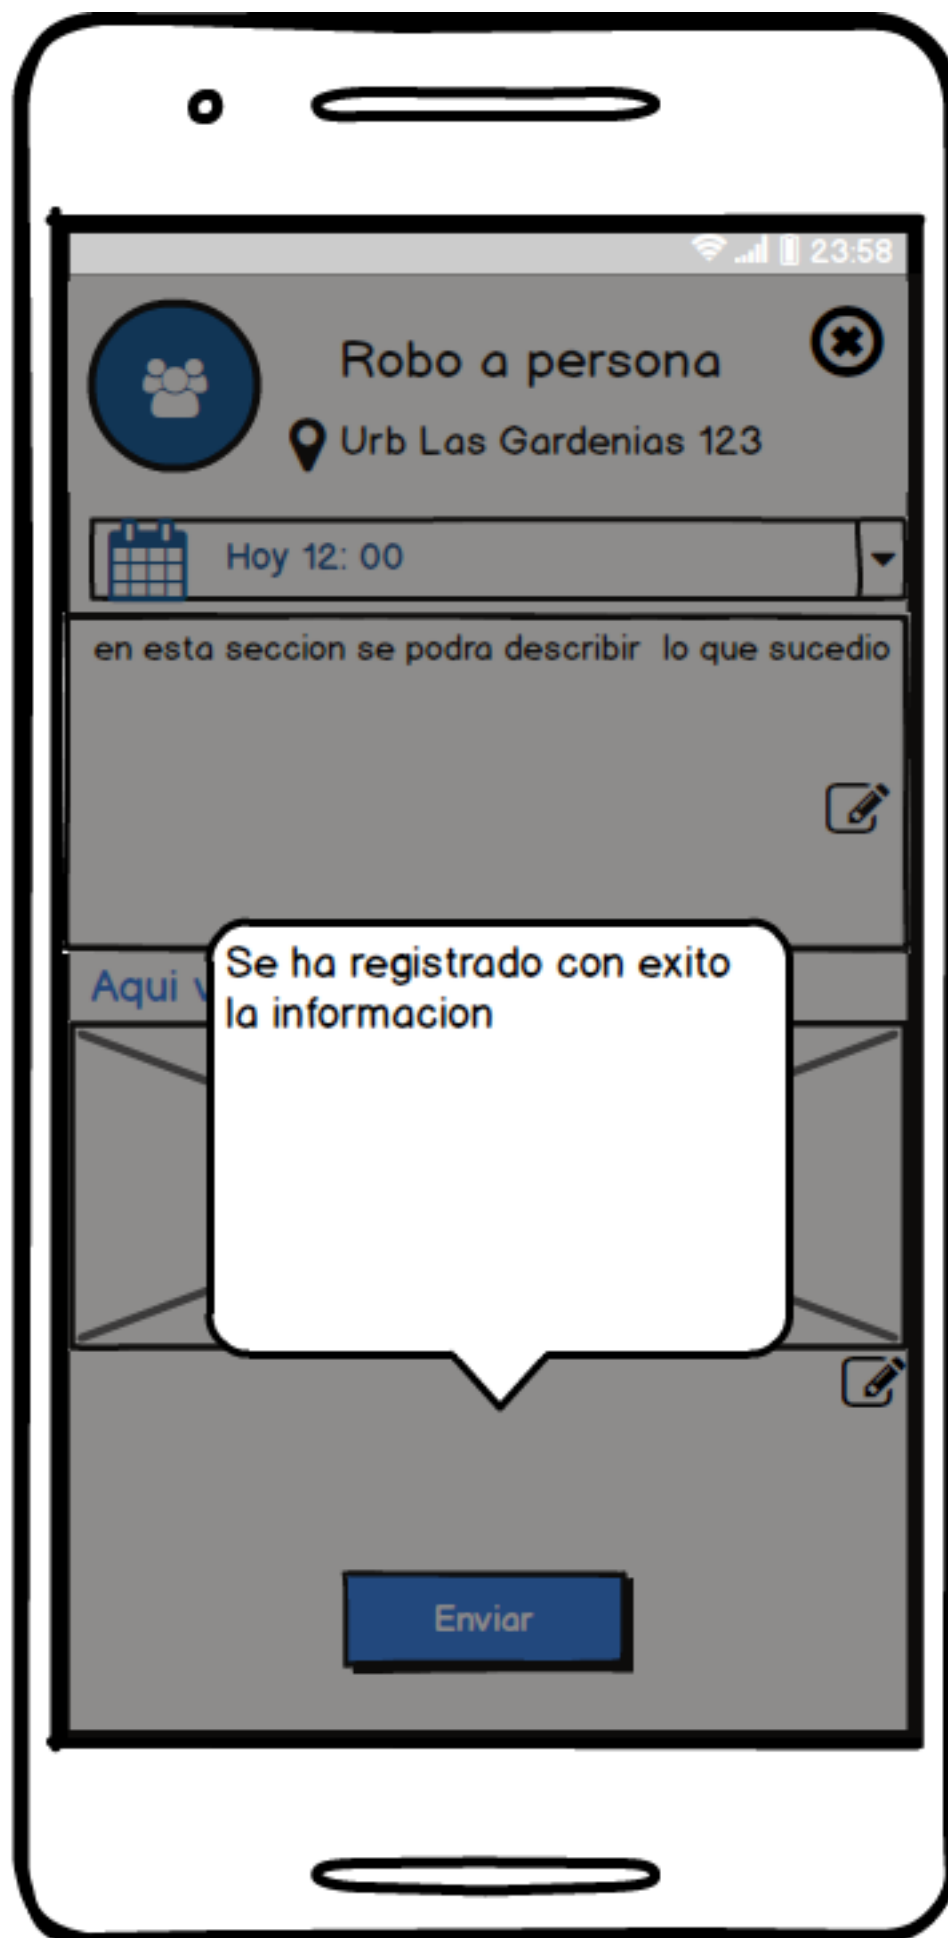 23:58
Robo a persona
Urb Las Gardenias 123
Hoy 12: 00
en esta seccion se podra describir lo que sucedio
Aqui
Se ha registrado con exito
la informacion
Enviar